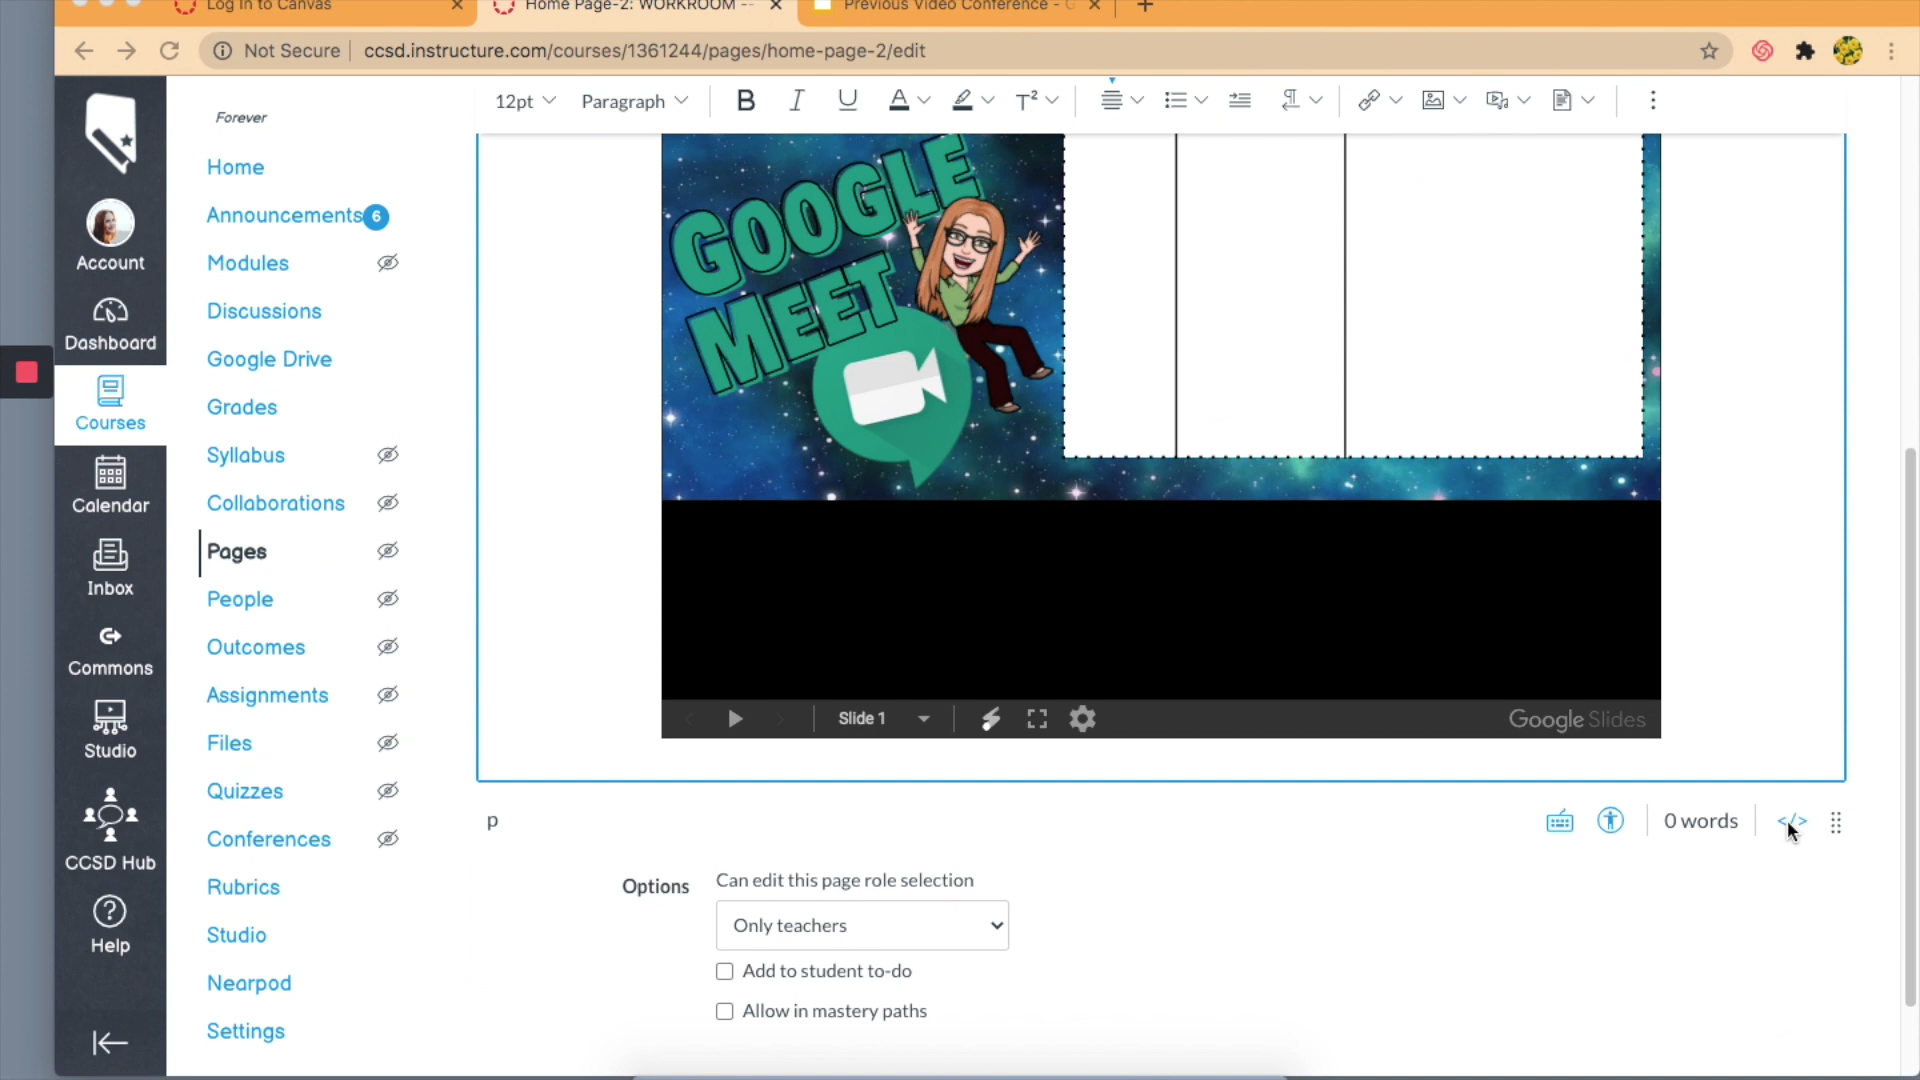 Log In to Canvas
Home Page-2: WORKROOM --
Previous Video Conference - G
Not Secure
ccsd.instructure.com/courses/1361244/pages/home-page-2/edit
12pt
Paragraph
B
I
U
A
T²
Forever
Home
Announcements 6
Modules
Discussions
Google Drive
Grades
Syllabus
Collaborations
Pages
People
Outcomes
Assignments
Files
Quizzes
Conferences
Rubrics
Studio
Nearpod
Settings
Account
Dashboard
Courses
Calendar
Inbox
Commons
Studio
CCSD Hub
Help
GOOGLE
MEET
Slide 1
Google Slides
p
0 words
</>
Options
Can edit this page role selection
Only teachers
Add to student to-do
Allow in mastery paths